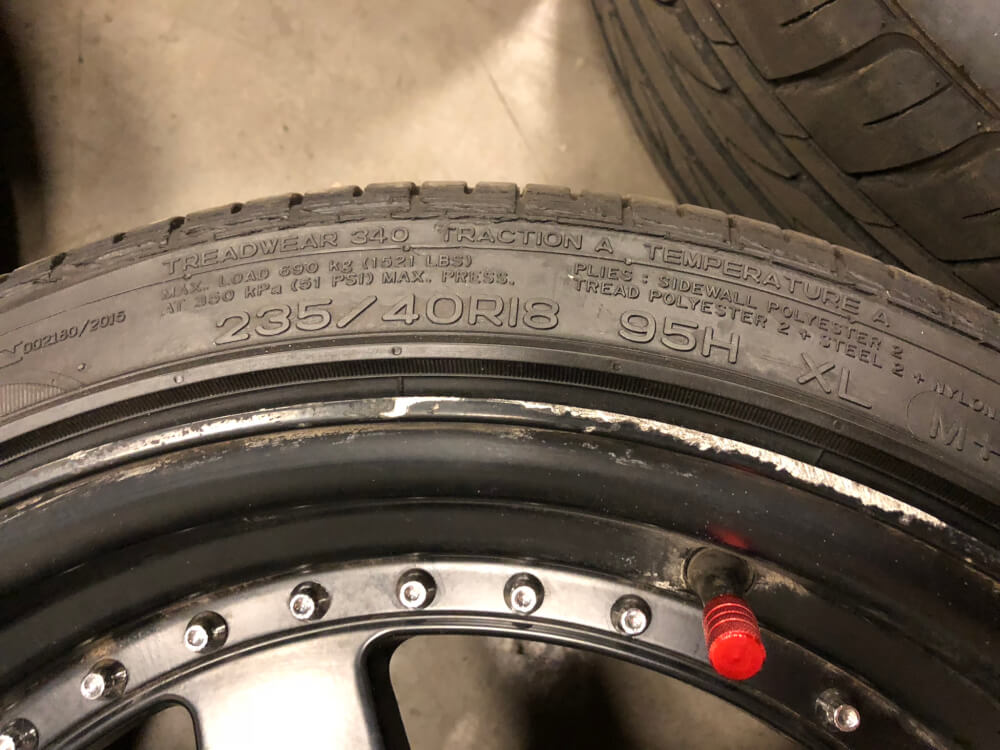 TREADWEAR 340 TRACTION A TEMPERATURE A
MAX. LOAD 690 kg (1521 LBS)
AT 350 kPa (51 PSI) MAX. PRESS.
PLIES : SIDEWALL POLYESTER 2
TREAD POLYESTER 2 + STEEL 2 + NYLON
002180/2015
235/40R18 95H XL
M+